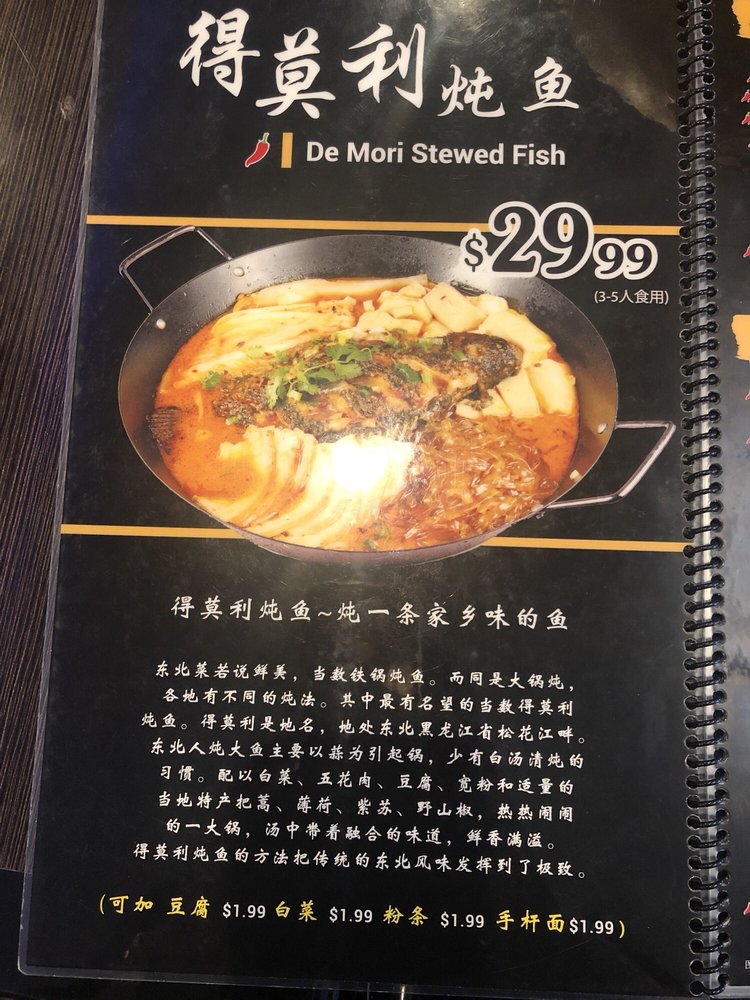 得莫利炖鱼
De Mori Stewed Fish
$29.99
(3-5人食用)
得莫利炖鱼~炖一条家乡味的鱼
东北菜若说鲜美，当数铁锅炖鱼。而同是大锅炖，
各地有不同的炖法。其中最有名望的当数得莫利
炖鱼。得莫利是地名，地处东北黑龙江省松花江畔。
东北人炖大鱼主要以蒜为引起锅，少有白汤清炖的
习惯。配以白菜、五花肉、豆腐、宽粉和适量的
当地特产把蒿、薄荷、紫苏、野山椒，热热闹闹
的一大锅，汤中带着融合的味道，鲜香满溢。
得莫利炖鱼的方法把传统的东北风味发挥到了极致。
(可加 豆腐 $1.99 白菜 $1.99 粉条 $1.99 手杆面$1.99)